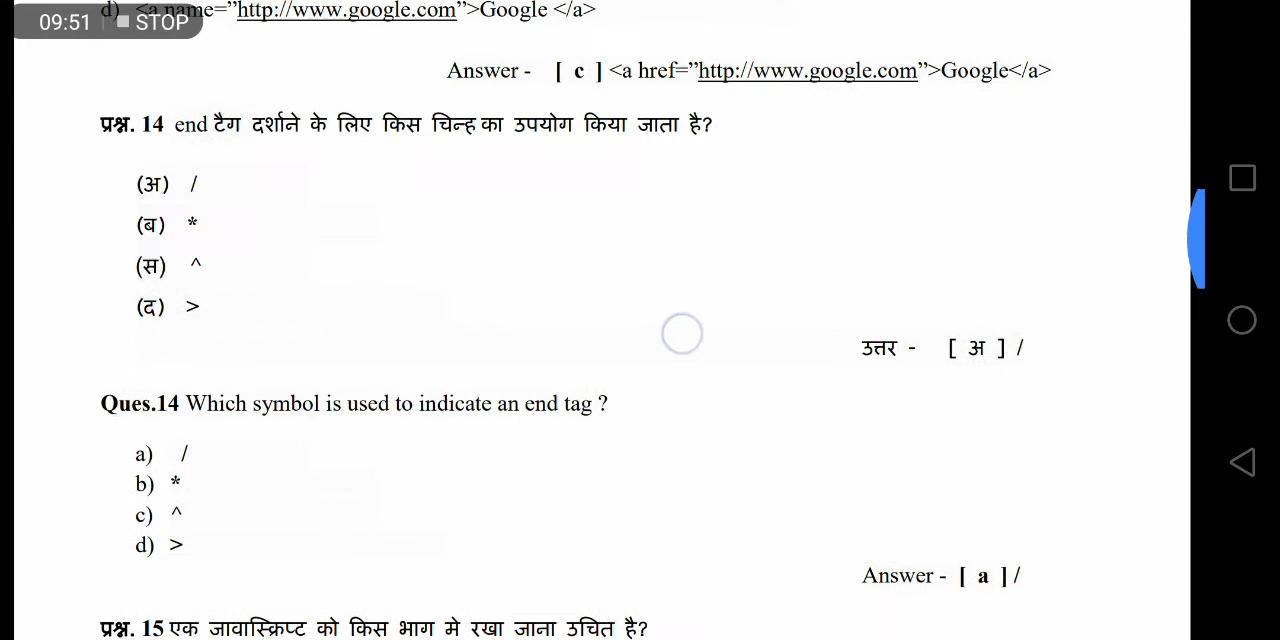 09:51 STOP
d) <a name=”http://www.google.com”>Google </a>
Answer - [ c ] <a href=”http://www.google.com”>Google</a>
प्रश्न. 14 end टैग दर्शाने के लिए किस चिन्ह का उपयोग किया जाता है?
(अ) /
(ब) *
(स) ^
(द) >
उत्तर - [ अ ] /
Ques.14 Which symbol is used to indicate an end tag ?
a) /
b) *
c) ^
d) >
Answer - [ a ] /
प्रश्न. 15 एक जावास्क्रिप्ट को किस भाग मे रखा जाना उचित है?